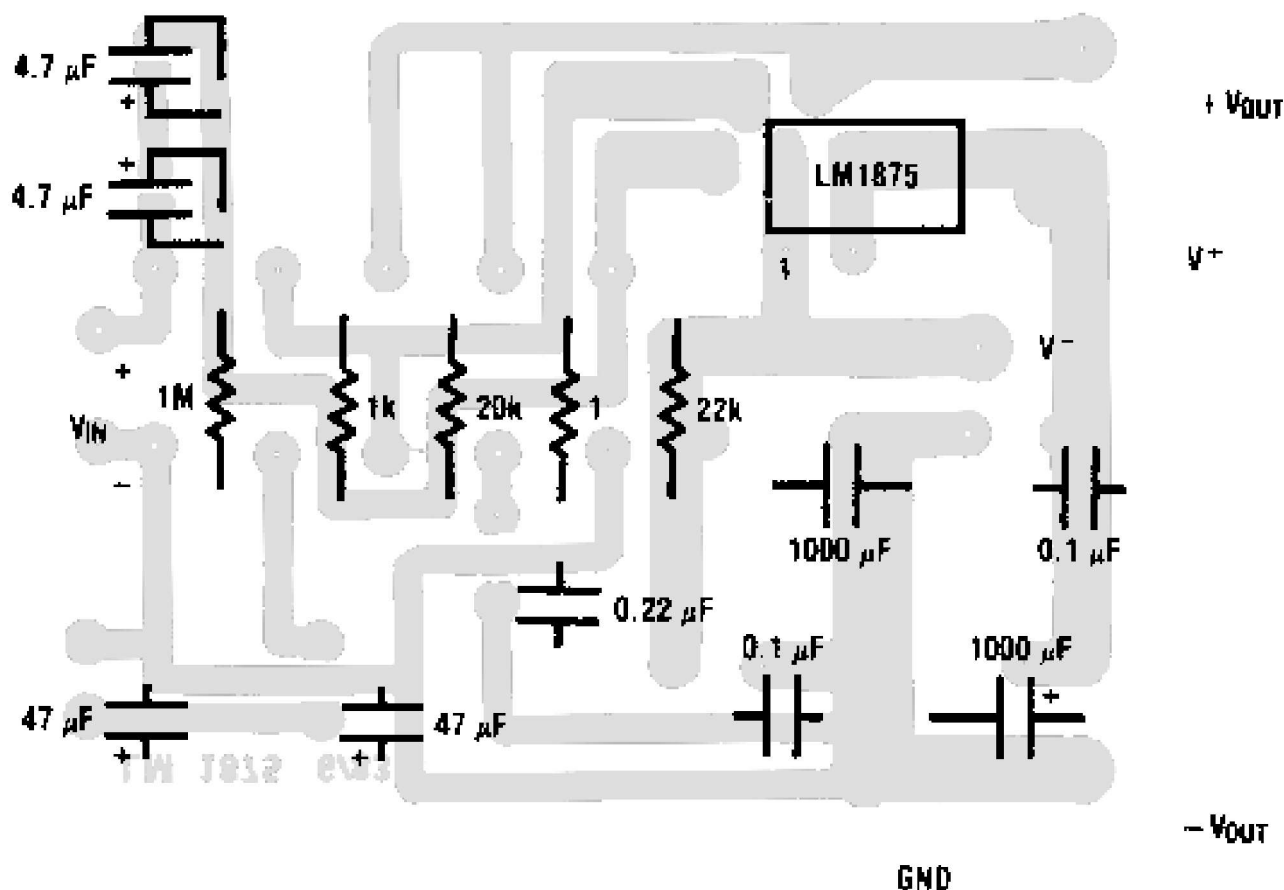 4.7 µF
+
+ VOUT
+
4.7 µF
LM1875
V+
1
+
VIN
-
1M
1k
20k
1
22k
V-
1000 µF
0.1 µF
0.22 µF
0.1 µF
1000 µF
+
47 µF
+
47 µF
+
- VOUT
GND